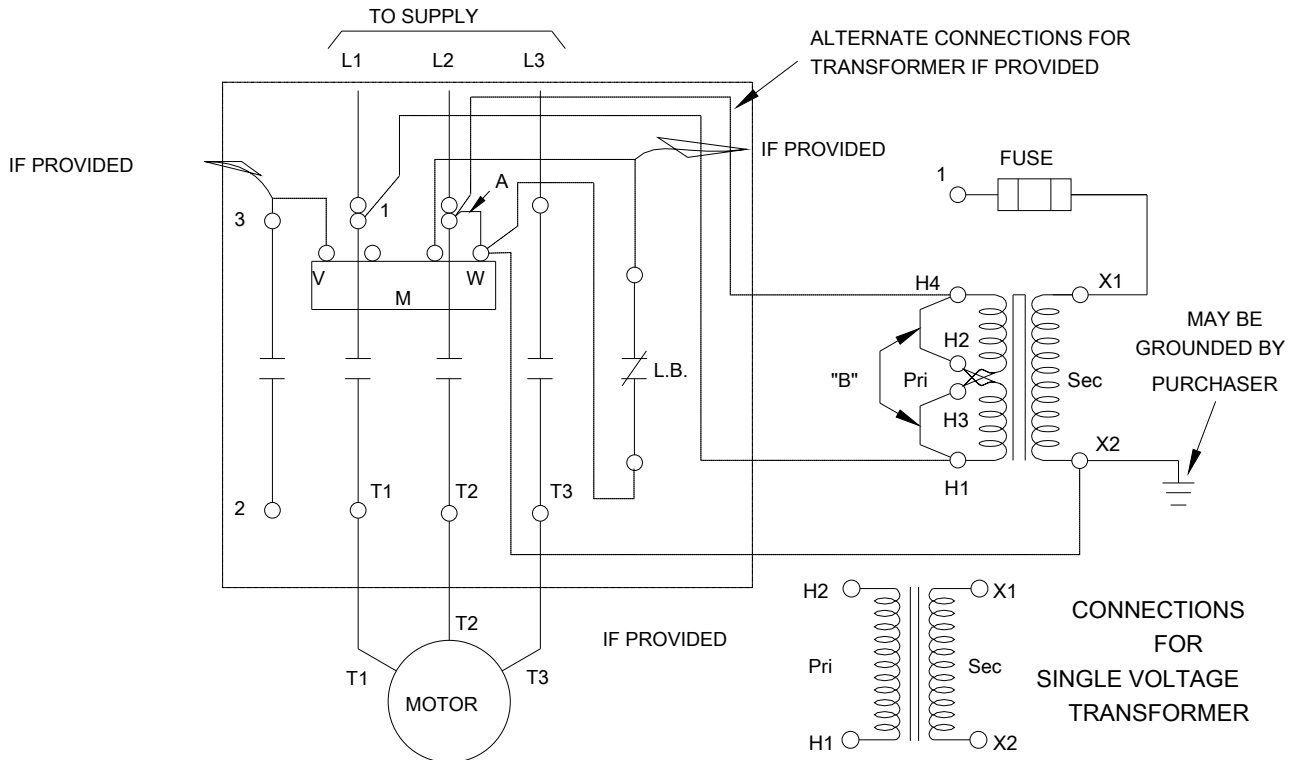 TO SUPPLY
L1 L2 L3
ALTERNATE CONNECTIONS FOR
TRANSFORMER IF PROVIDED
IF PROVIDED
IF PROVIDED
A
1
3
V
W
M
L.B.
2
T1
T2
T3
1
FUSE
H4
X1
H2
"B"
Pri
Sec
H3
H1
X2
MAY BE
GROUNDED BY
PURCHASER
T2
T1
T3
MOTOR
IF PROVIDED
H2
X1
Pri
Sec
H1
X2
CONNECTIONS
FOR
SINGLE VOLTAGE
TRANSFORMER